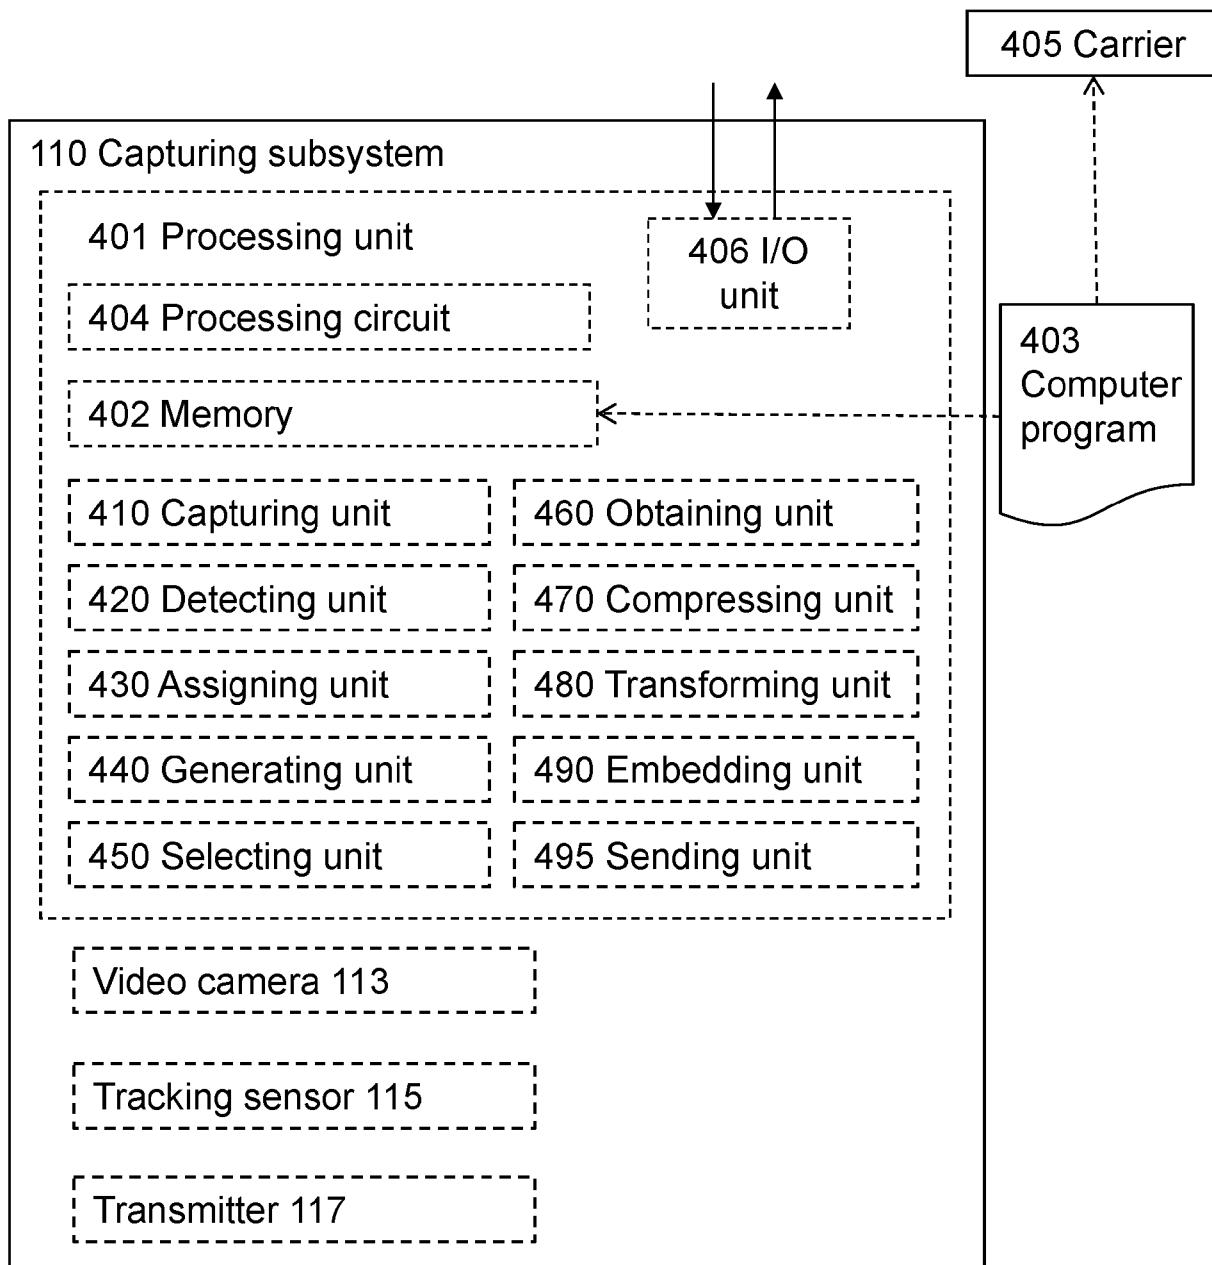 405 Carrier
110 Capturing subsystem
401 Processing unit
406 I/O
unit
404 Processing circuit
403
Computer
program
402 Memory
410 Capturing unit
460 Obtaining unit
420 Detecting unit
470 Compressing unit
430 Assigning unit
480 Transforming unit
440 Generating unit
490 Embedding unit
450 Selecting unit
495 Sending unit
Video camera 113
Tracking sensor 115
Transmitter 117